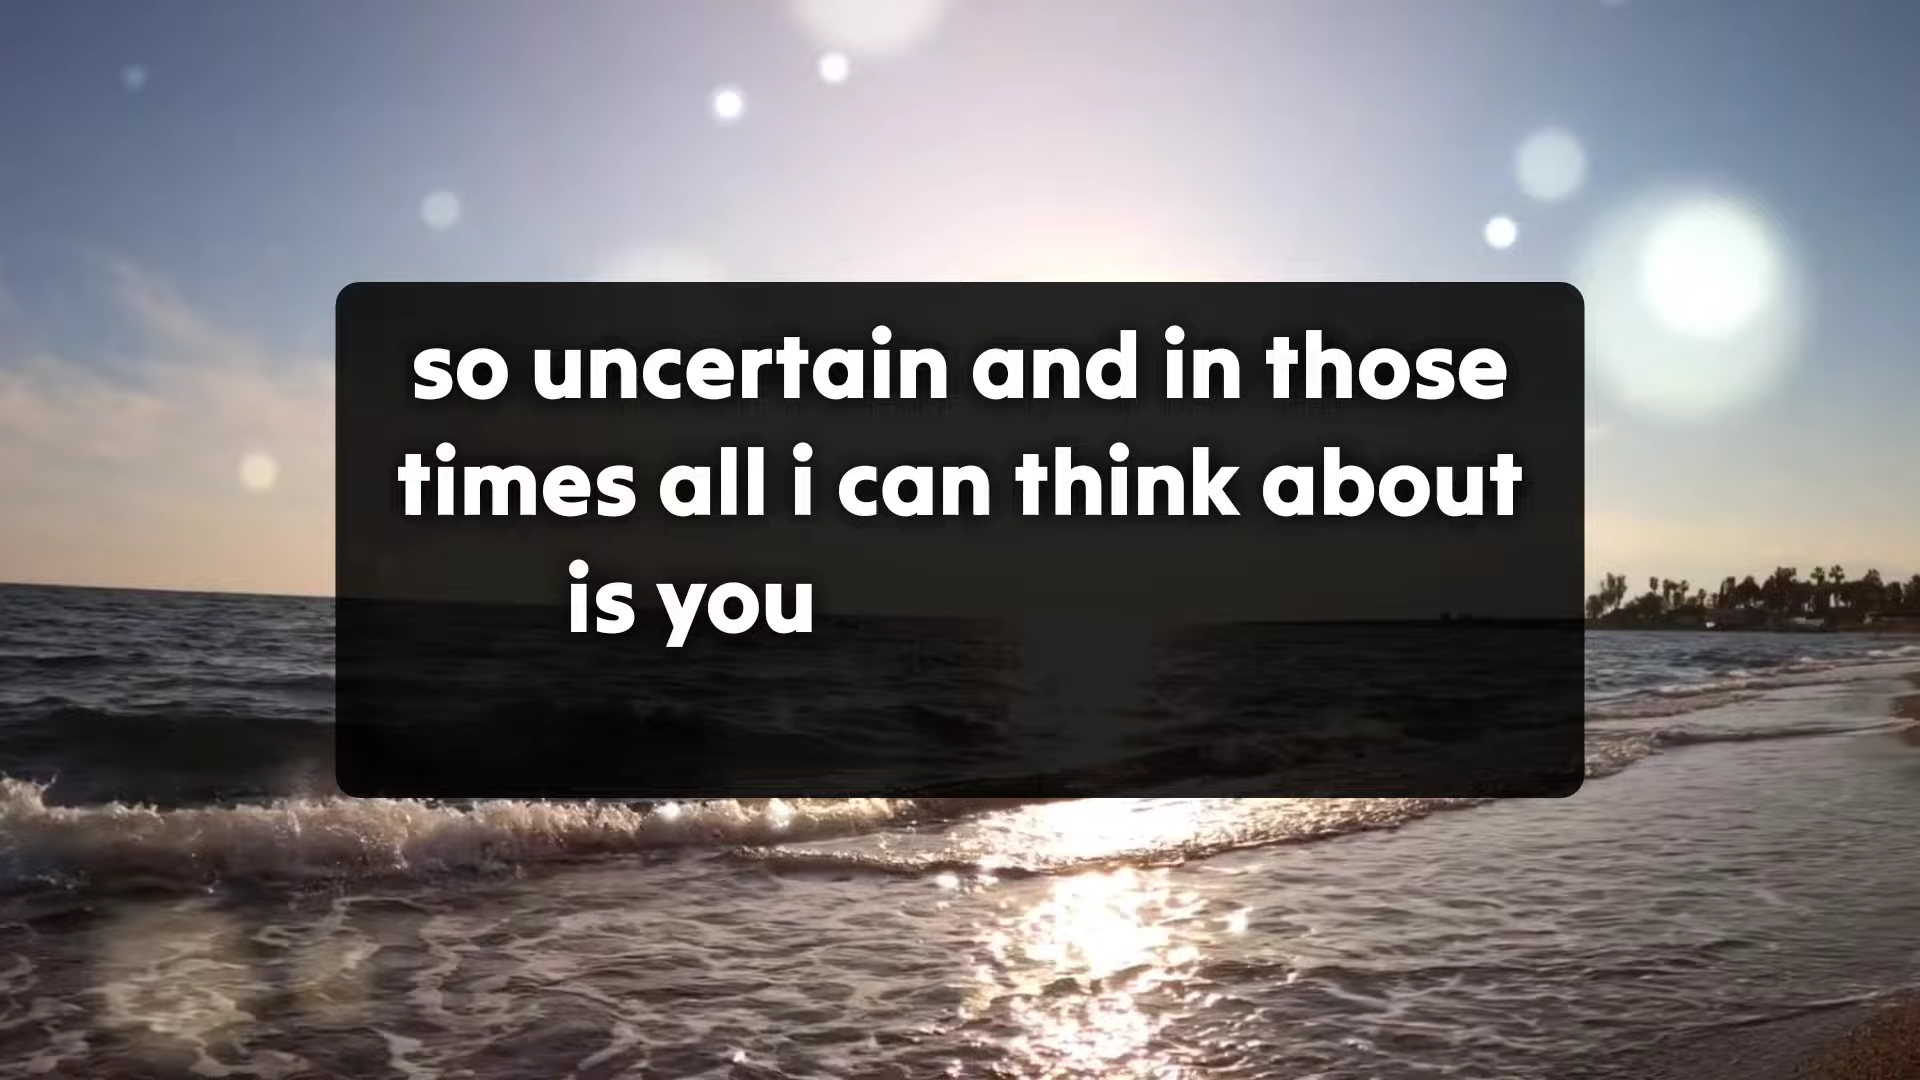 so uncertain and in those
times all i can think about
is you